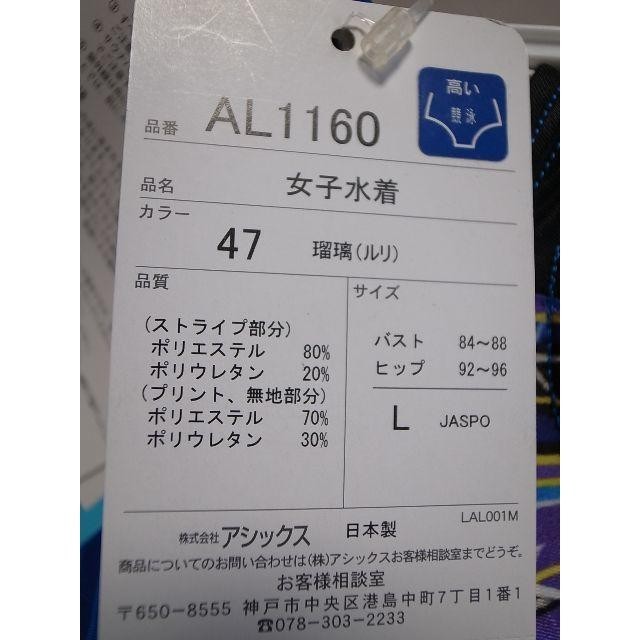 高い
競泳
品番 AL1160
品名 女子水着
カラー
47 瑠璃(ルリ)
品質
(ストライプ部分)
ポリエステル 80%
ポリウレタン 20%
(プリント、無地部分)
ポリエステル 70%
ポリウレタン 30%
サイズ
バスト 84～88
ヒップ 92～96
L JASPO
LAL001M
株式会社 アシックス 日本製
商品についてのお問い合わせは(株)アシックスお客様相談室までどうぞ。
お客様相談室
〒650-8555 神戸市中央区港島中町7丁目1番1
☎078-303-2233